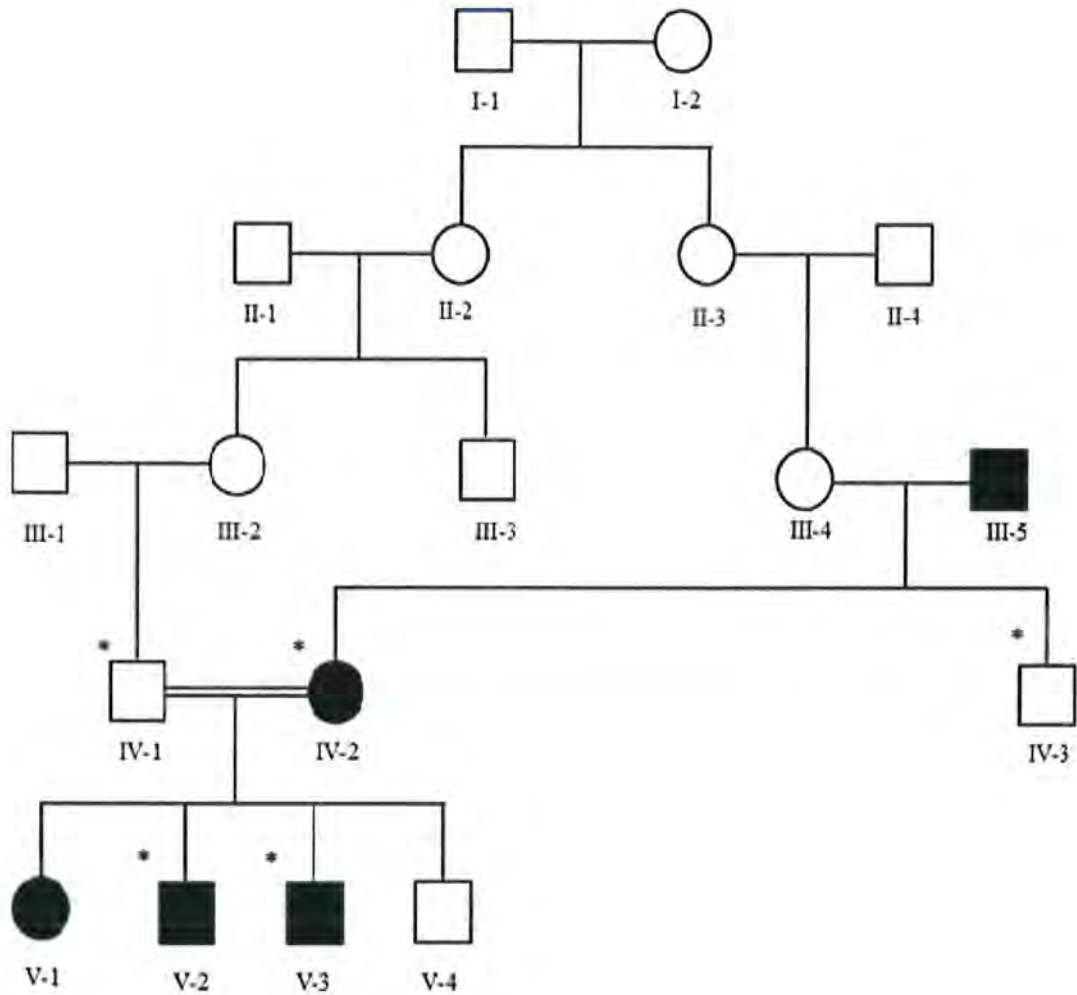 I-1 I-2
II-1 II-2 II-3 II-4
III-1 III-2 III-3 III-4 III-5
* * *
IV-1 IV-2 IV-3
* *
V-1 V-2 V-3 V-4